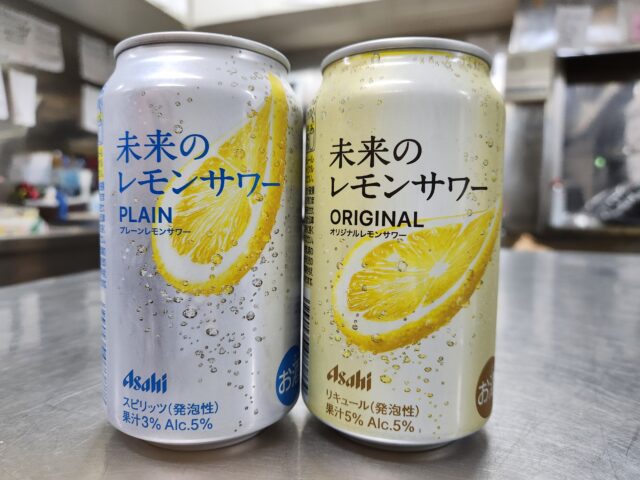 未来の
レモンサワー
PLAIN
プレーンレモンサワー
Asahi
スピリッツ(発泡性)
果汁3% Alc.5%
お酒
未来の
レモンサワー
ORIGINAL
オリジナルレモンサワー
Asahi
リキュール(発泡性)
果汁5% Alc.5%